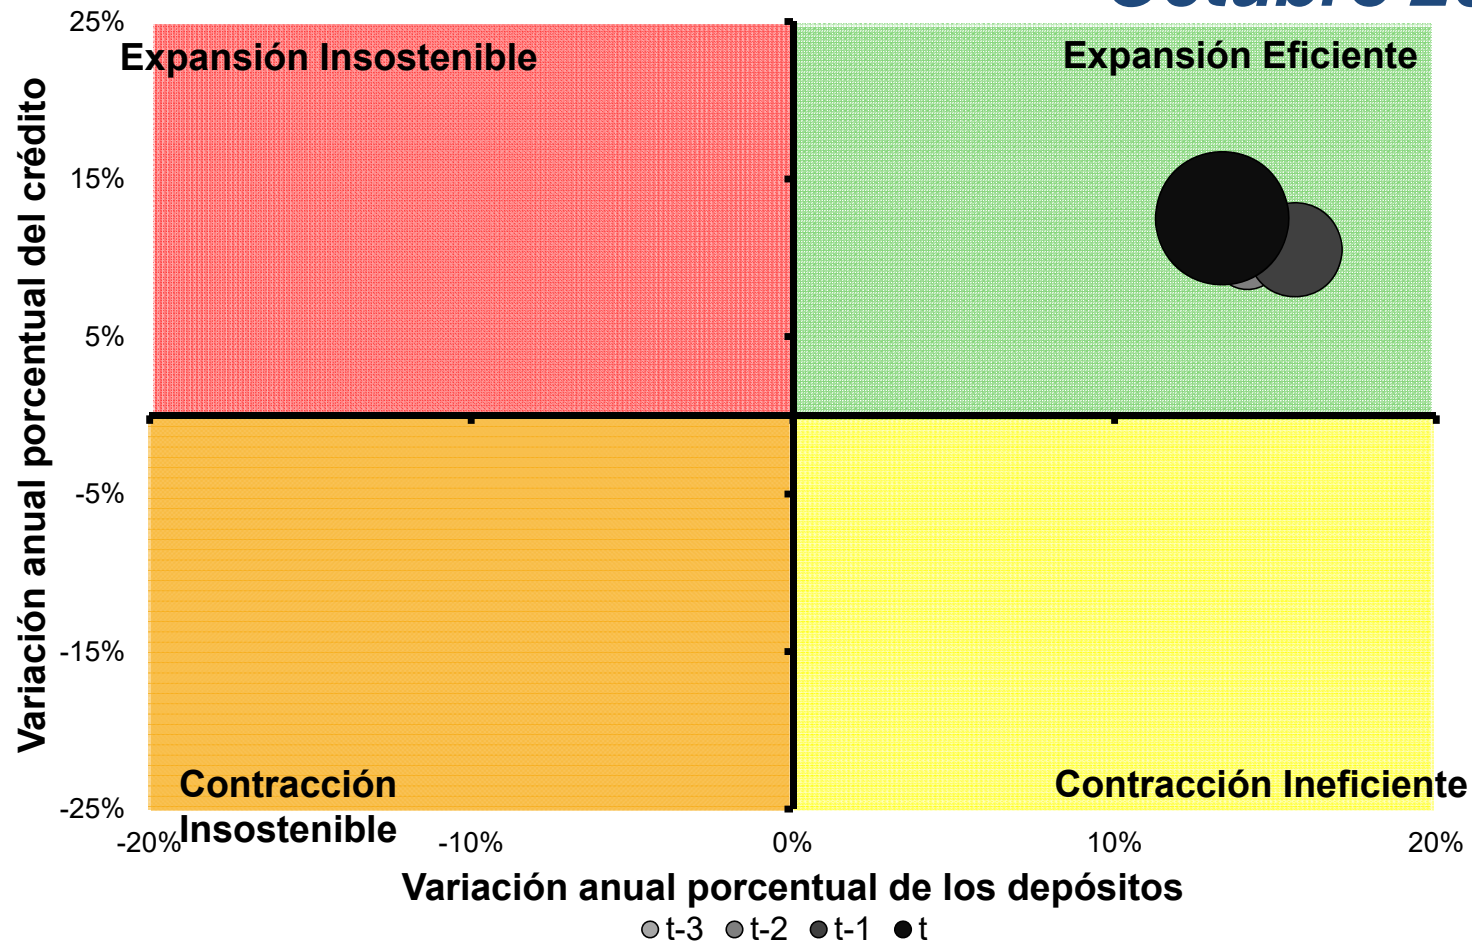 25%
Expansión Insostenible
Expansión Eficiente
15%
5%
-5%
-15%
-25%
Variación anual porcentual del crédito
Contracción
Insostenible
Contracción Ineficiente
-20%
-10%
0%
10%
20%
Variación anual porcentual de los depósitos
t-3 t-2 t-1 t